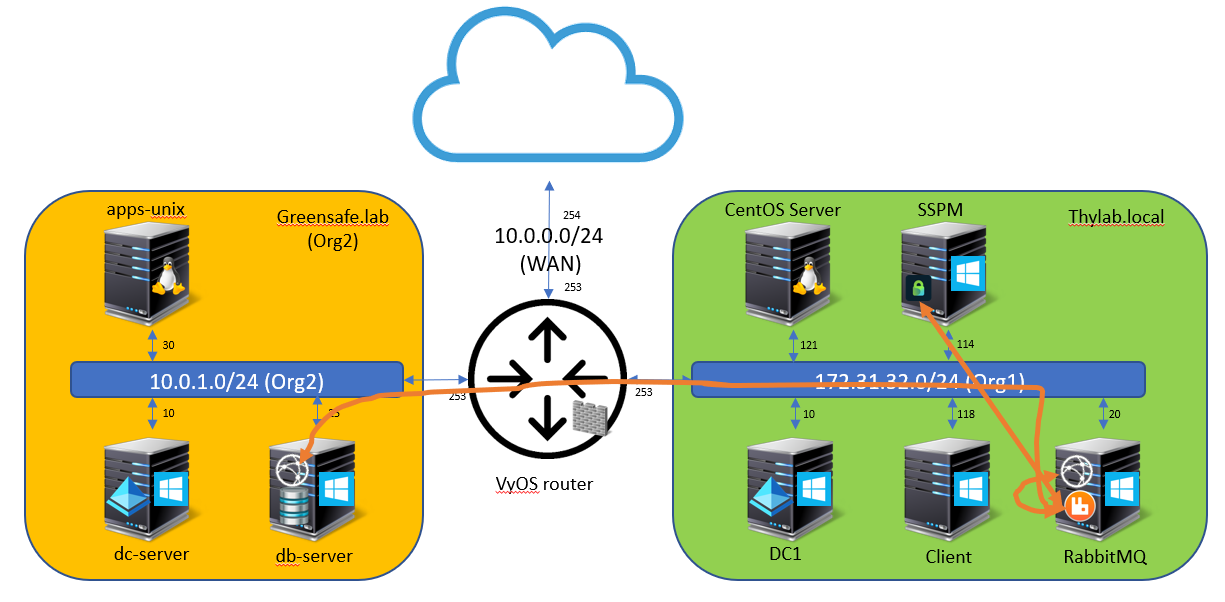 apps-unix
Greensafe.lab
(Org2)
30
10.0.1.0/24 (Org2)
10
25
dc-server
db-server
254
10.0.0.0/24
(WAN)
253
253
253
VyOS router
CentOS Server
SSPM
Thylab.local
121
114
172.31.32.0/24 (Org1)
10
118
20
DC1
Client
RabbitMQ